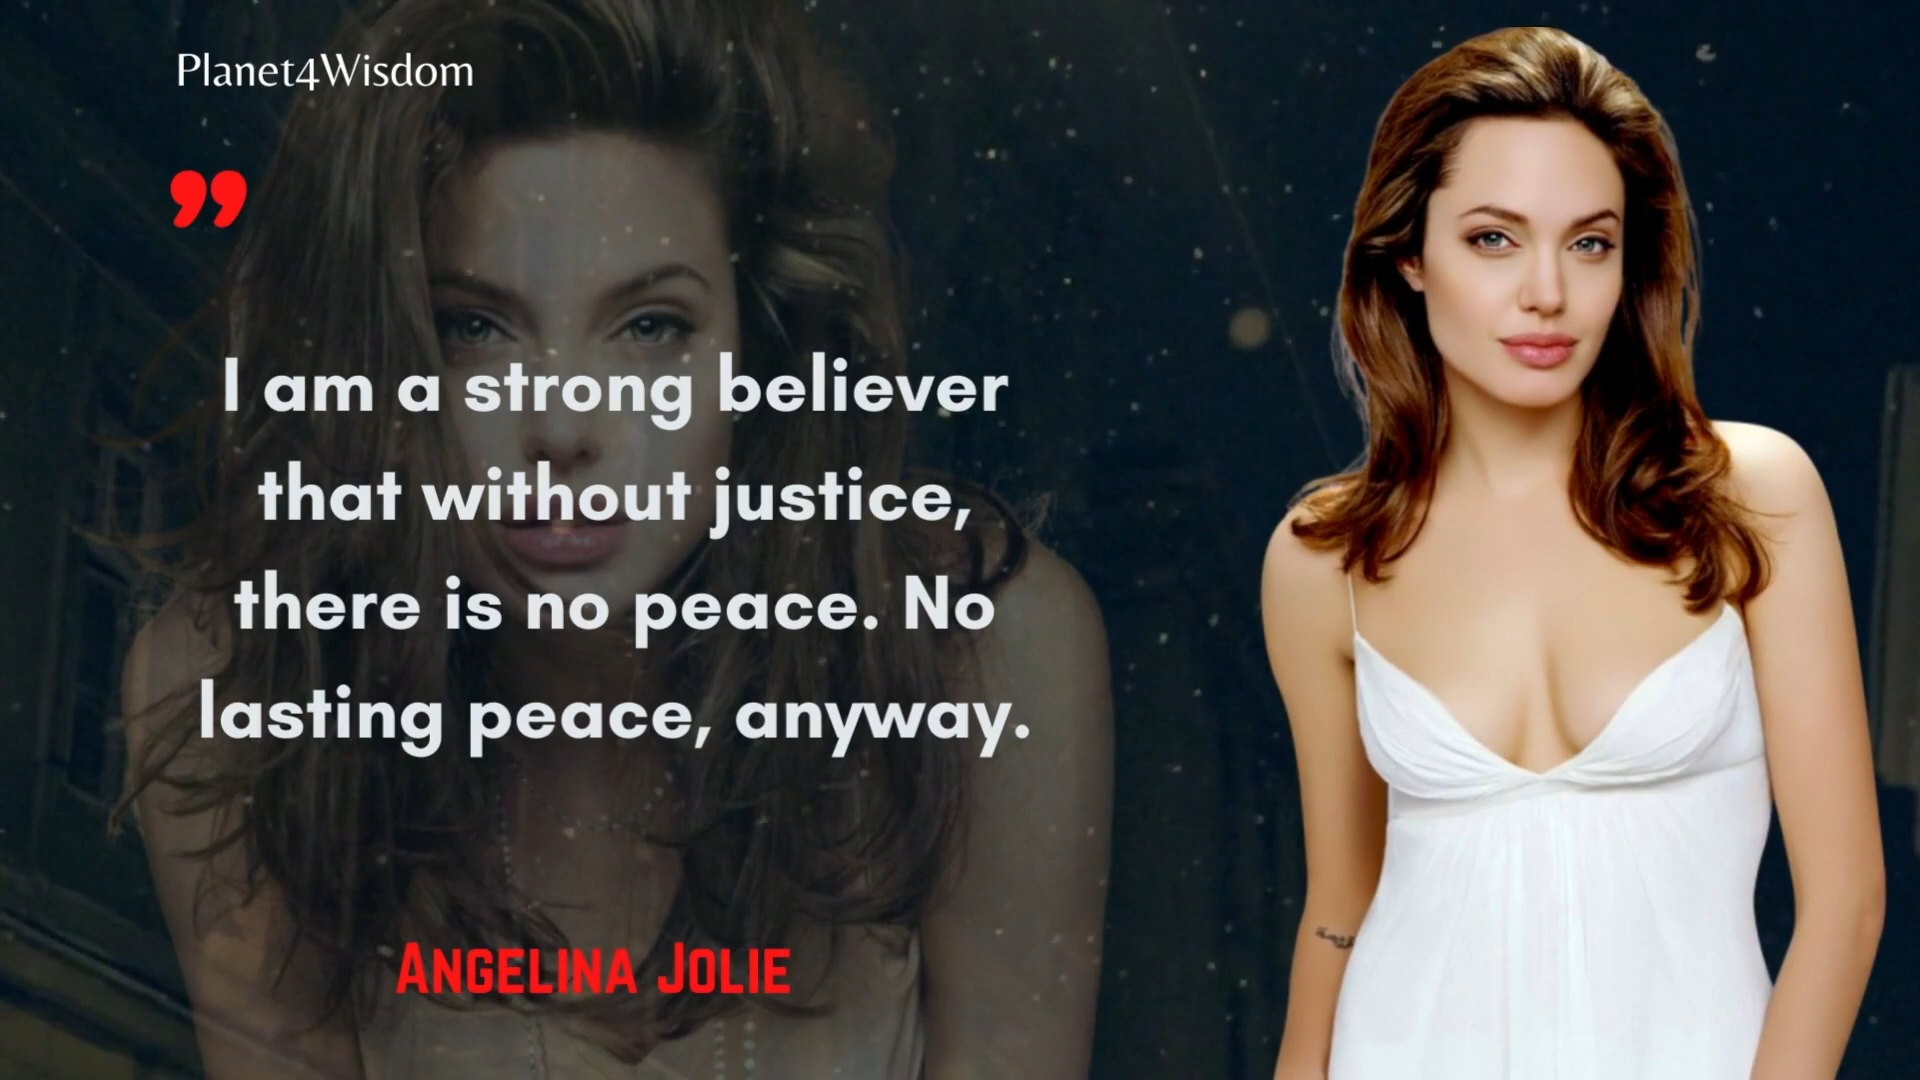 Planet4Wisdom
”
I am a strong believer
that without justice,
there is no peace. No
lasting peace, anyway.
Angelina Jolie